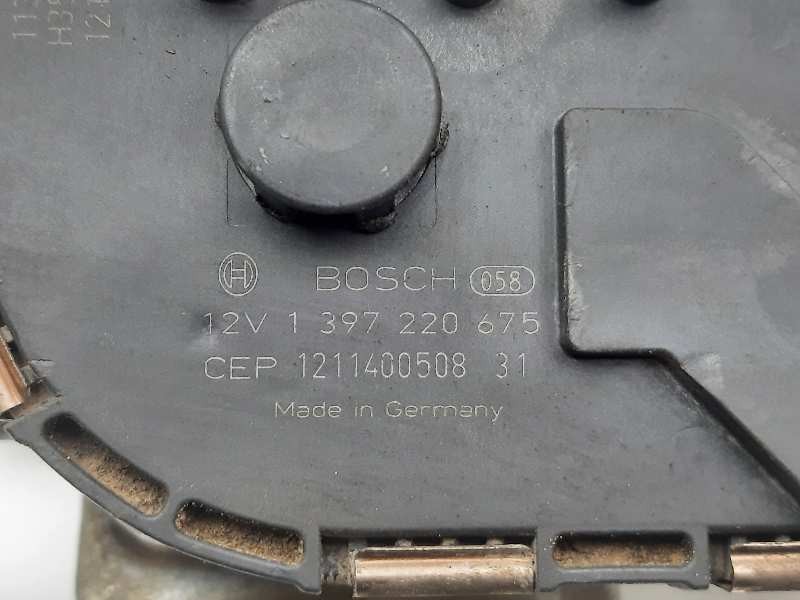 BOSCH 058
12V 1 397 220 675
CEP 1211400508 31
Made in Germany